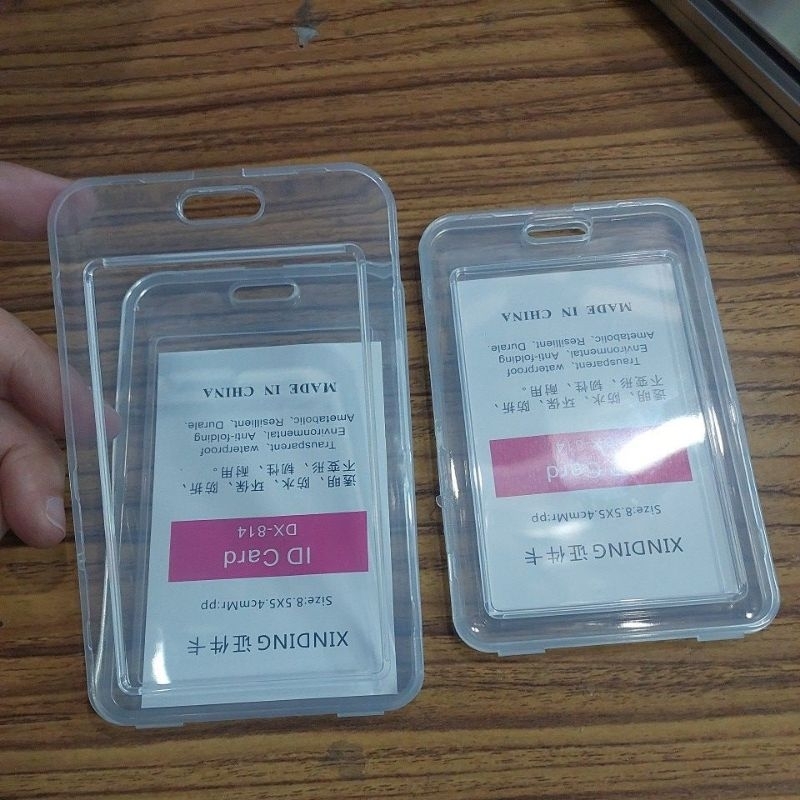 XINDING证件卡
Size:8.5X5.4cmMr:pp
ID Card
DX-814
透明、防水、环保、防折、
不变形、韧性、耐用。
Transparent, waterproof
Environmental, Anti-folding
Ametabolic, Resilient, Durale.
MADE IN CHINA
XINDING证件卡
Size:8.5X5.4cmMr:pp
Card
透明、防水、环保、防折、
不变形、韧性、耐用。
Transparent, waterproof
Environmental, Anti-folding
Ametabolic, Resilient, Durale
MADE IN CHINA